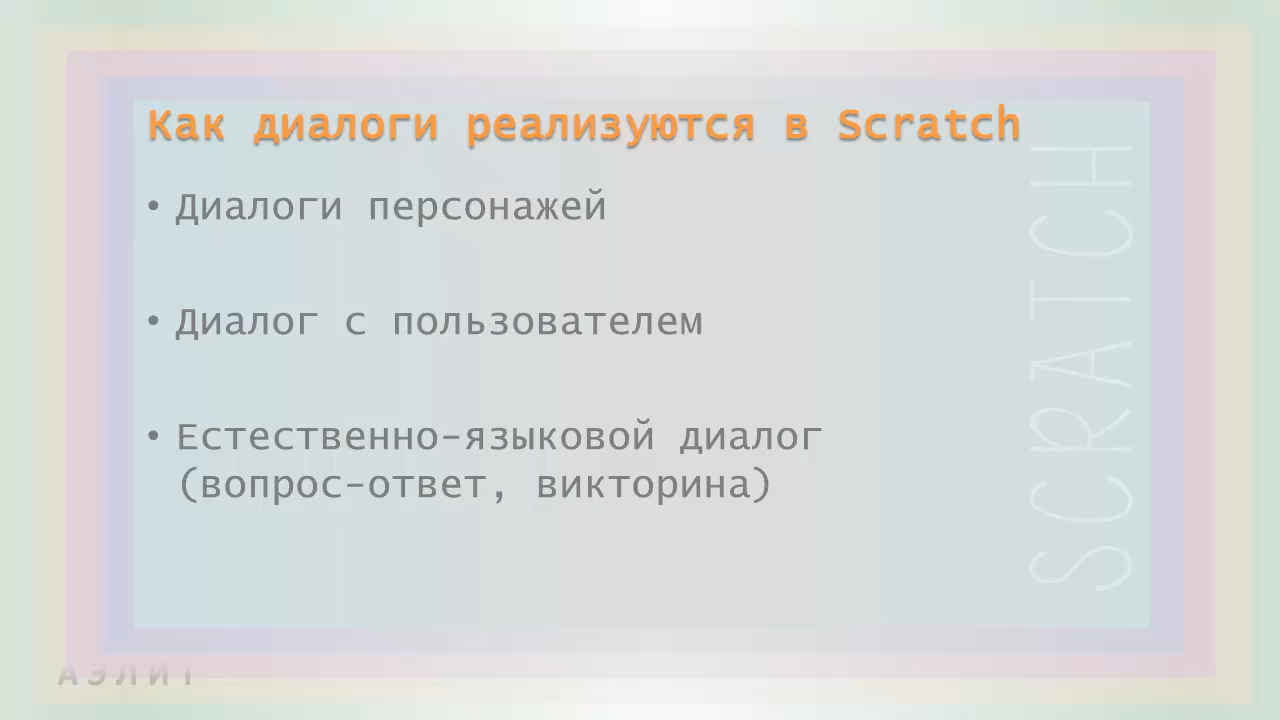 Как диалоги реализуются в Scratch
• Диалоги персонажей
• Диалог с пользователем
• Естественно-языковой диалог
(вопрос-ответ, викторина)
SCRATCH